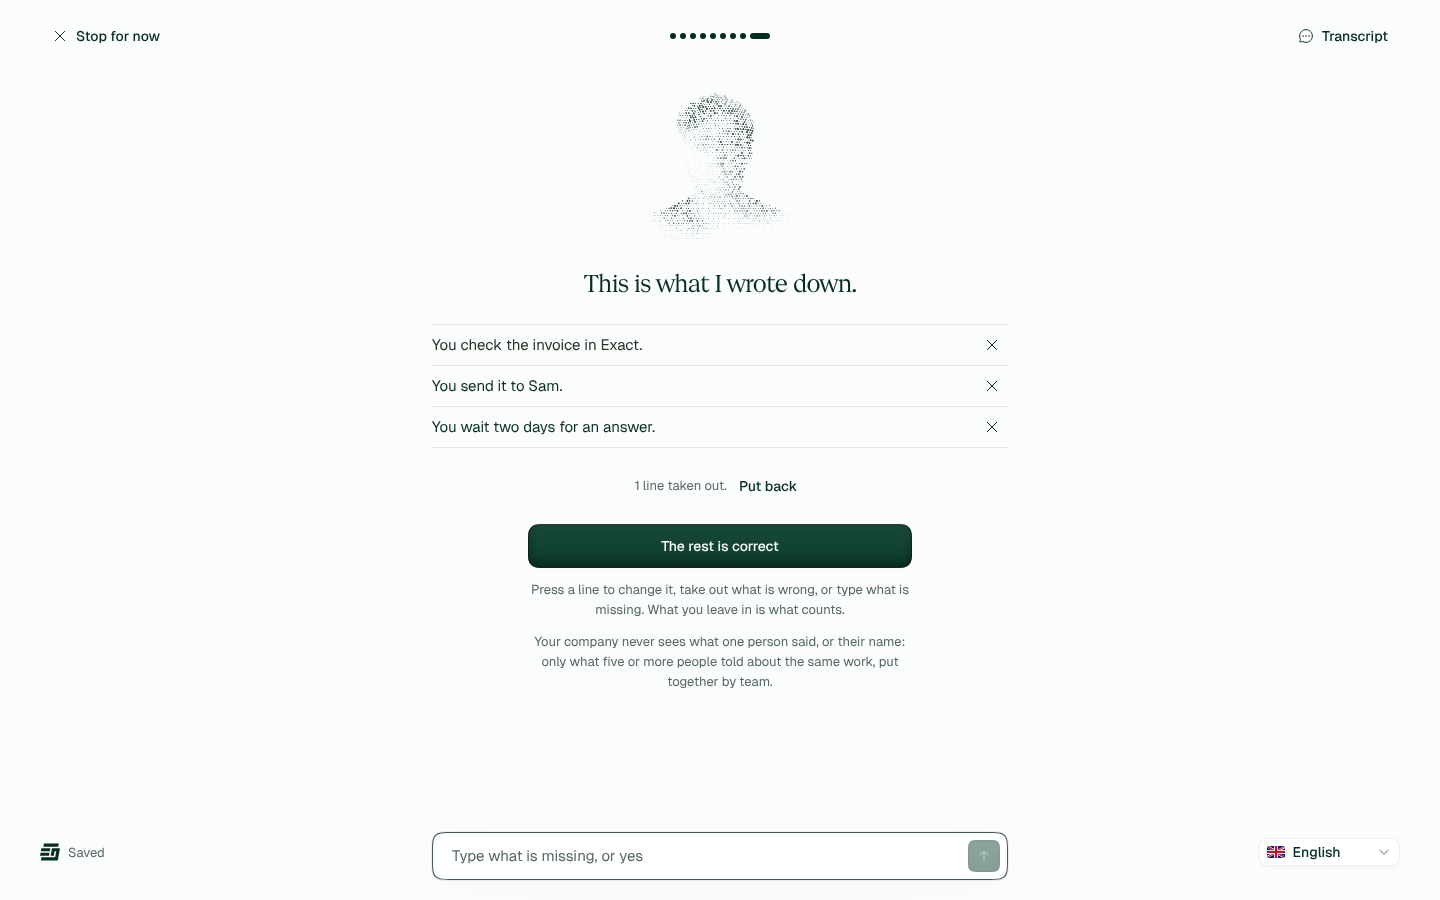 Stop for now
Transcript
This is what I wrote down.
You check the invoice in Exact.
You send it to Sam.
You wait two days for an answer.
1 line taken out. Put back
The rest is correct
Press a line to change it, take out what is wrong, or type what is
missing. What you leave in is what counts.
Your company never sees what one person said, or their name:
only what five or more people told about the same work, put
together by team.
Saved
Type what is missing, or yes
English